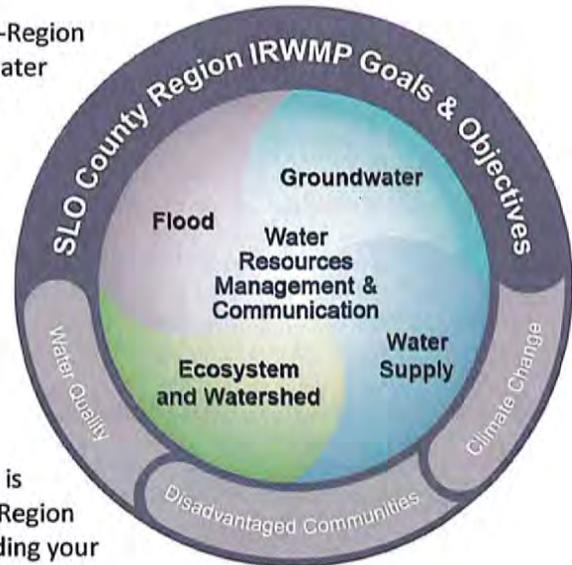 -Region
ater
SLO County Region IRWMP Goals & Objectives
Groundwater
Flood
Water
Resources
Management &
Communication
Water
Supply
Ecosystem
and Watershed
Water Quality
Disadvantaged Communities
Climate Change
is
Region
ding your